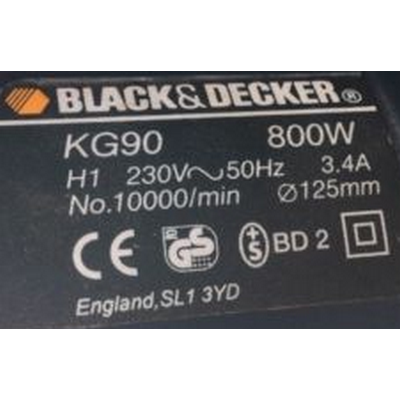 BLACK&DECKER®
KG90 800W
H1 230V~50Hz 3.4A
No.10000/min Ø125mm
CE GS +S BD 2
England,SL1 3YD